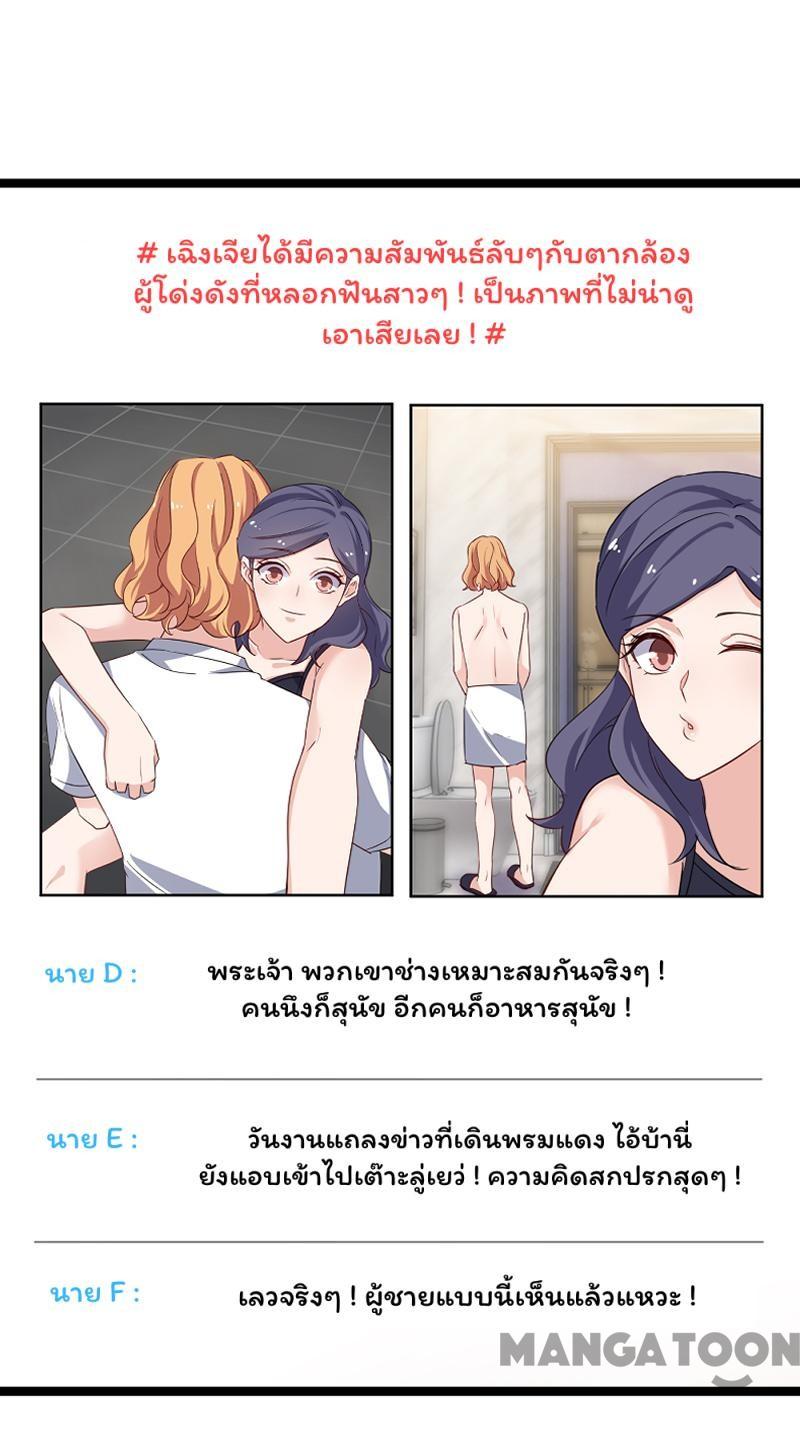 # เฉิงเจียได้มีความสัมพันธ์ลับๆกับตากล้อง
ผู้โด่งดังที่หลอกฟันสาวๆ ! เป็นภาพที่ไม่น่าดู
เอาเสียเลย ! #
นาย D : พระเจ้า พวกเขาช่างเหมาะสมกันจริงๆ !
คนนึงก็สุนัข อีกคนก็อาหารสุนัข !
นาย E : วันงานแถลงข่าวที่เดินพรมแดง ไอ้บ้านี่
ยังแอบเข้าไปเต๊าะลู่เยว่ ! ความคิดสกปรกสุดๆ !
นาย F : เลวจริงๆ ! ผู้ชายแบบนี้เห็นแล้วแหวะ !
MANGATOON